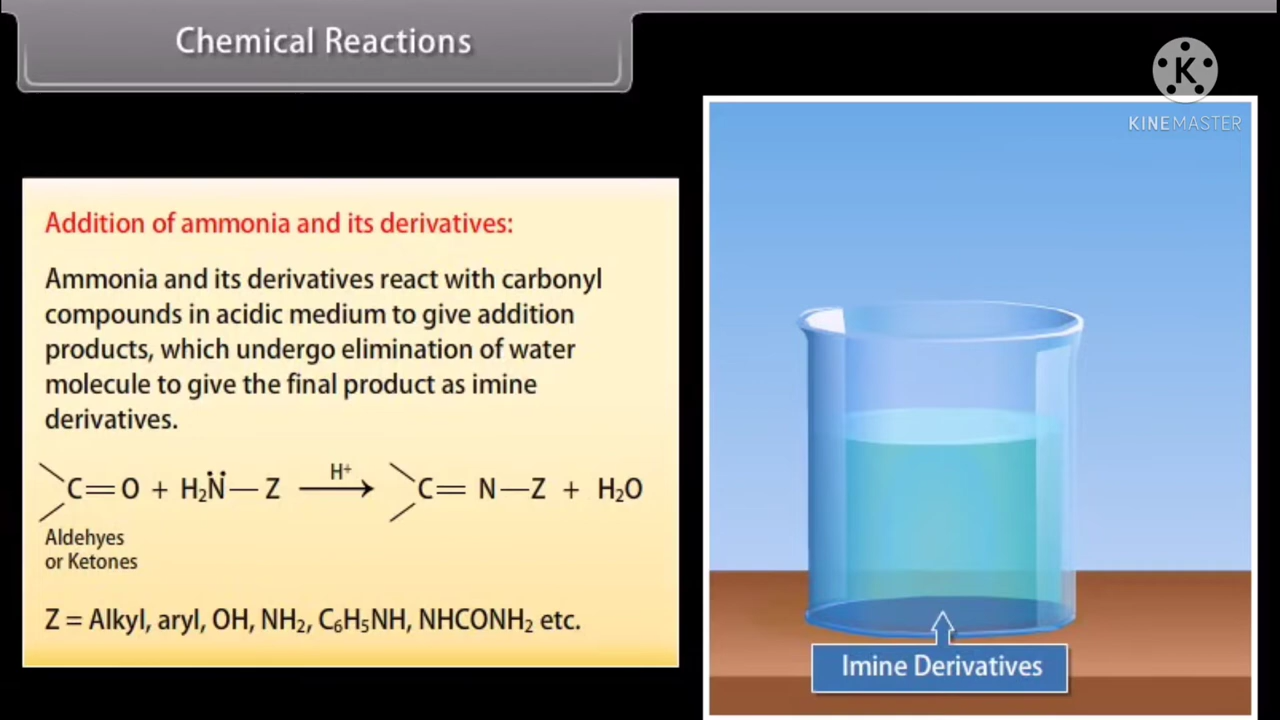 Chemical Reactions
K
KINEMASTER
Addition of ammonia and its derivatives:
Ammonia and its derivatives react with carbonyl
compounds in acidic medium to give addition
products, which undergo elimination of water
molecule to give the final product as imine
derivatives.
C=O + H₂N̈—Z H⁺⟶ C= N—Z + H₂O
Aldehyes
or Ketones
Z = Alkyl, aryl, OH, NH₂, C₆H₅NH, NHCONH₂ etc.
Imine Derivatives